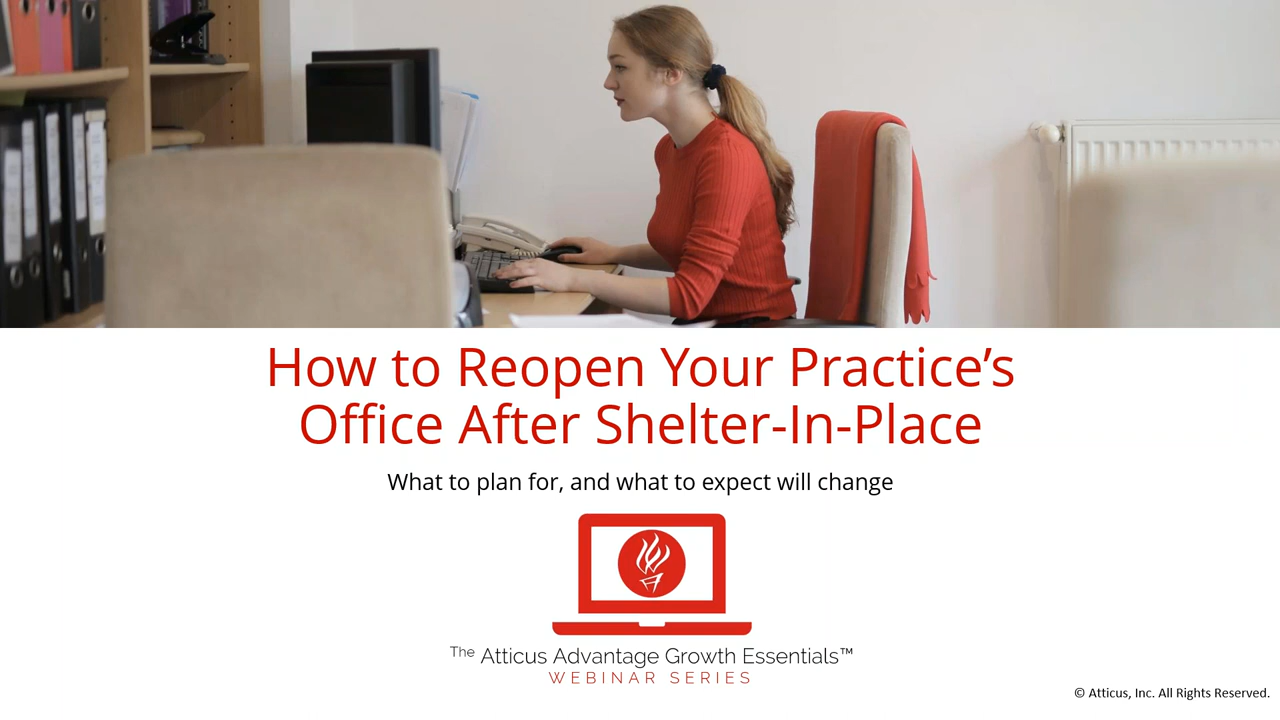 How to Reopen Your Practice’s
Office After Shelter-In-Place
What to plan for, and what to expect will change
The Atticus Advantage Growth Essentials™
WEBINAR SERIES
© Atticus, Inc. All Rights Reserved.